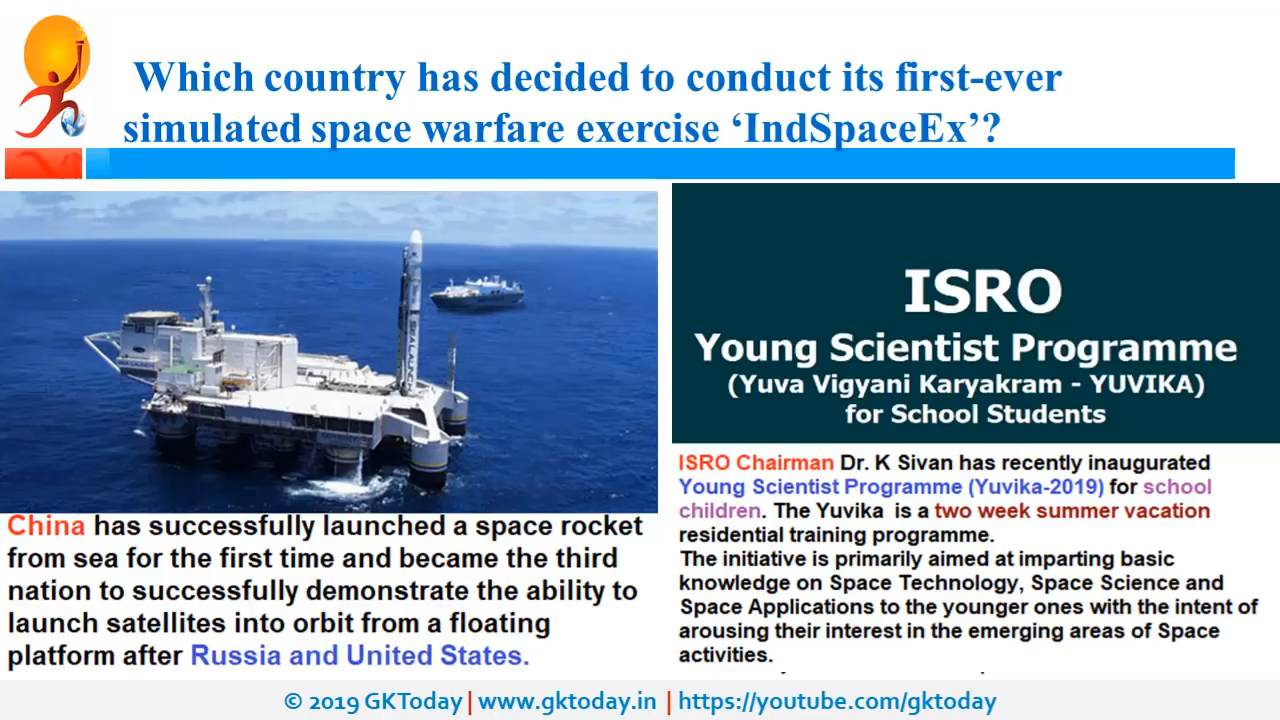 Which country has decided to conduct its first-ever
simulated space warfare exercise ‘IndSpaceEx’?
SEALAUNCH
ISRO
Young Scientist Programme
(Yuva Vigyani Karyakram - YUVIKA)
for School Students
China has successfully launched a space rocket
from sea for the first time and became the third
nation to successfully demonstrate the ability to
launch satellites into orbit from a floating
platform after Russia and United States.
ISRO Chairman Dr. K Sivan has recently inaugurated
Young Scientist Programme (Yuvika-2019) for school
children. The Yuvika is a two week summer vacation
residential training programme.
The initiative is primarily aimed at imparting basic
knowledge on Space Technology, Space Science and
Space Applications to the younger ones with the intent of
arousing their interest in the emerging areas of Space
activities.
© 2019 GKToday | www.gktoday.in | https://youtube.com/gktoday